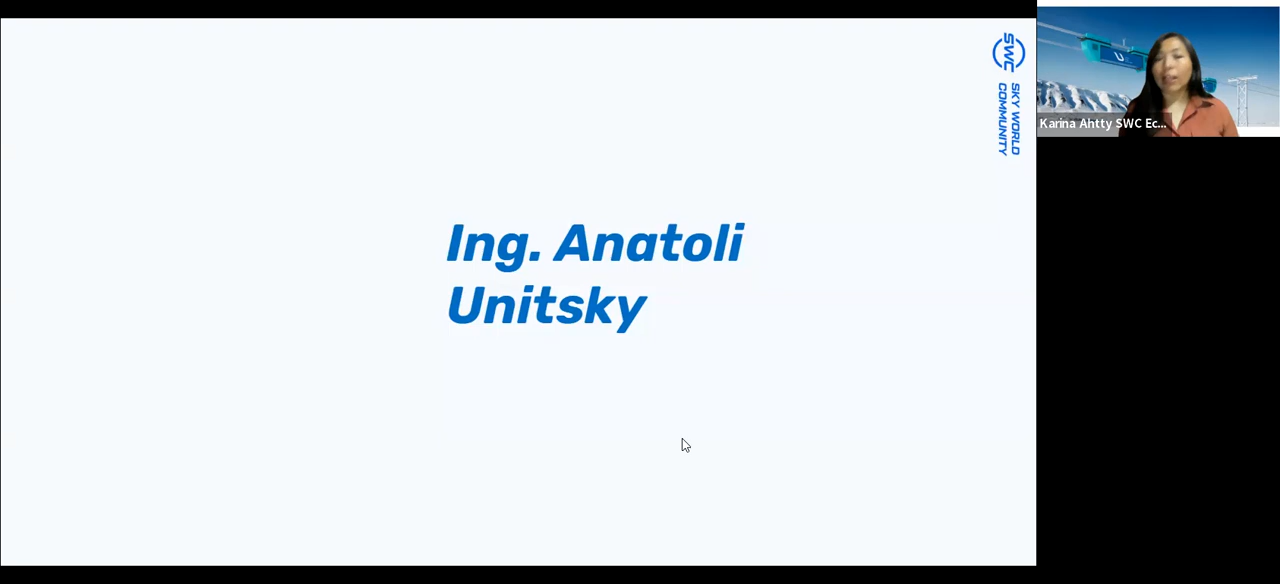 Ing. Anatoli
Unitsky
SWC
SKY WORLD
COMMUNITY
Karina Ahtty SWC Ec...